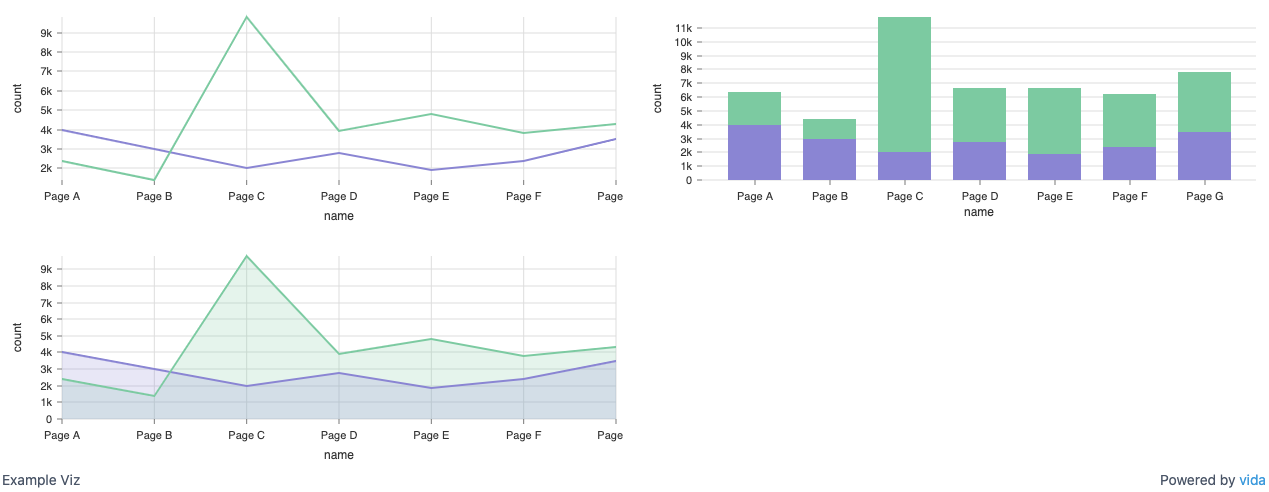 9k
8k
7k
6k
5k
4k
3k
2k
count
Page A Page B Page C Page D Page E Page F Page
name
11k
10k
9k
8k
7k
6k
5k
4k
3k
2k
1k
0
count
Page A Page B Page C Page D Page E Page F Page G
name
9k
8k
7k
6k
5k
4k
3k
2k
1k
0
count
Page A Page B Page C Page D Page E Page F Page
name
Example Viz
Powered by vida